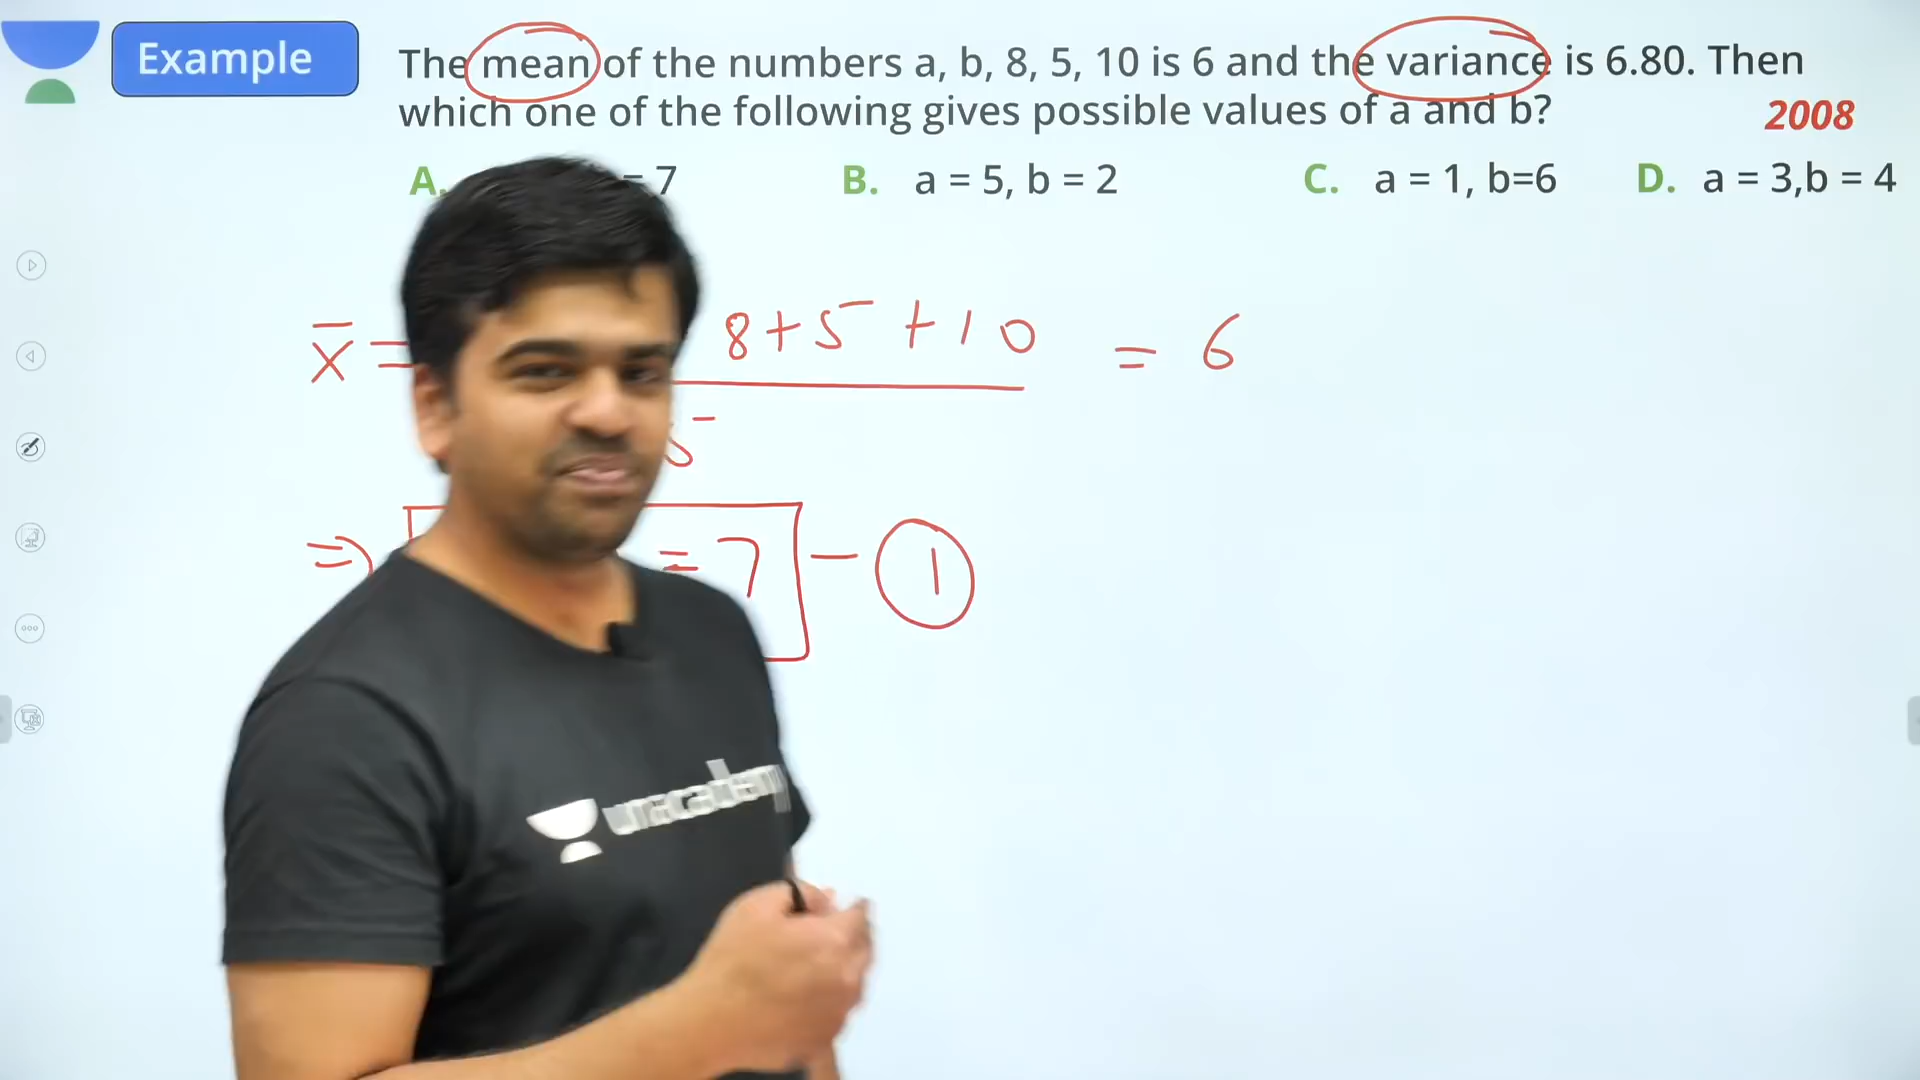 Example
The mean of the numbers a, b, 8, 5, 10 is 6 and the variance is 6.80. Then
which one of the following gives possible values of a and b?
2008
A. = 7
B. a = 5, b = 2
C. a = 1, b=6
D. a = 3,b = 4
x̄ = 8 + 5 + 10 = 6
5
⇒ = 7 — 1
unacademy